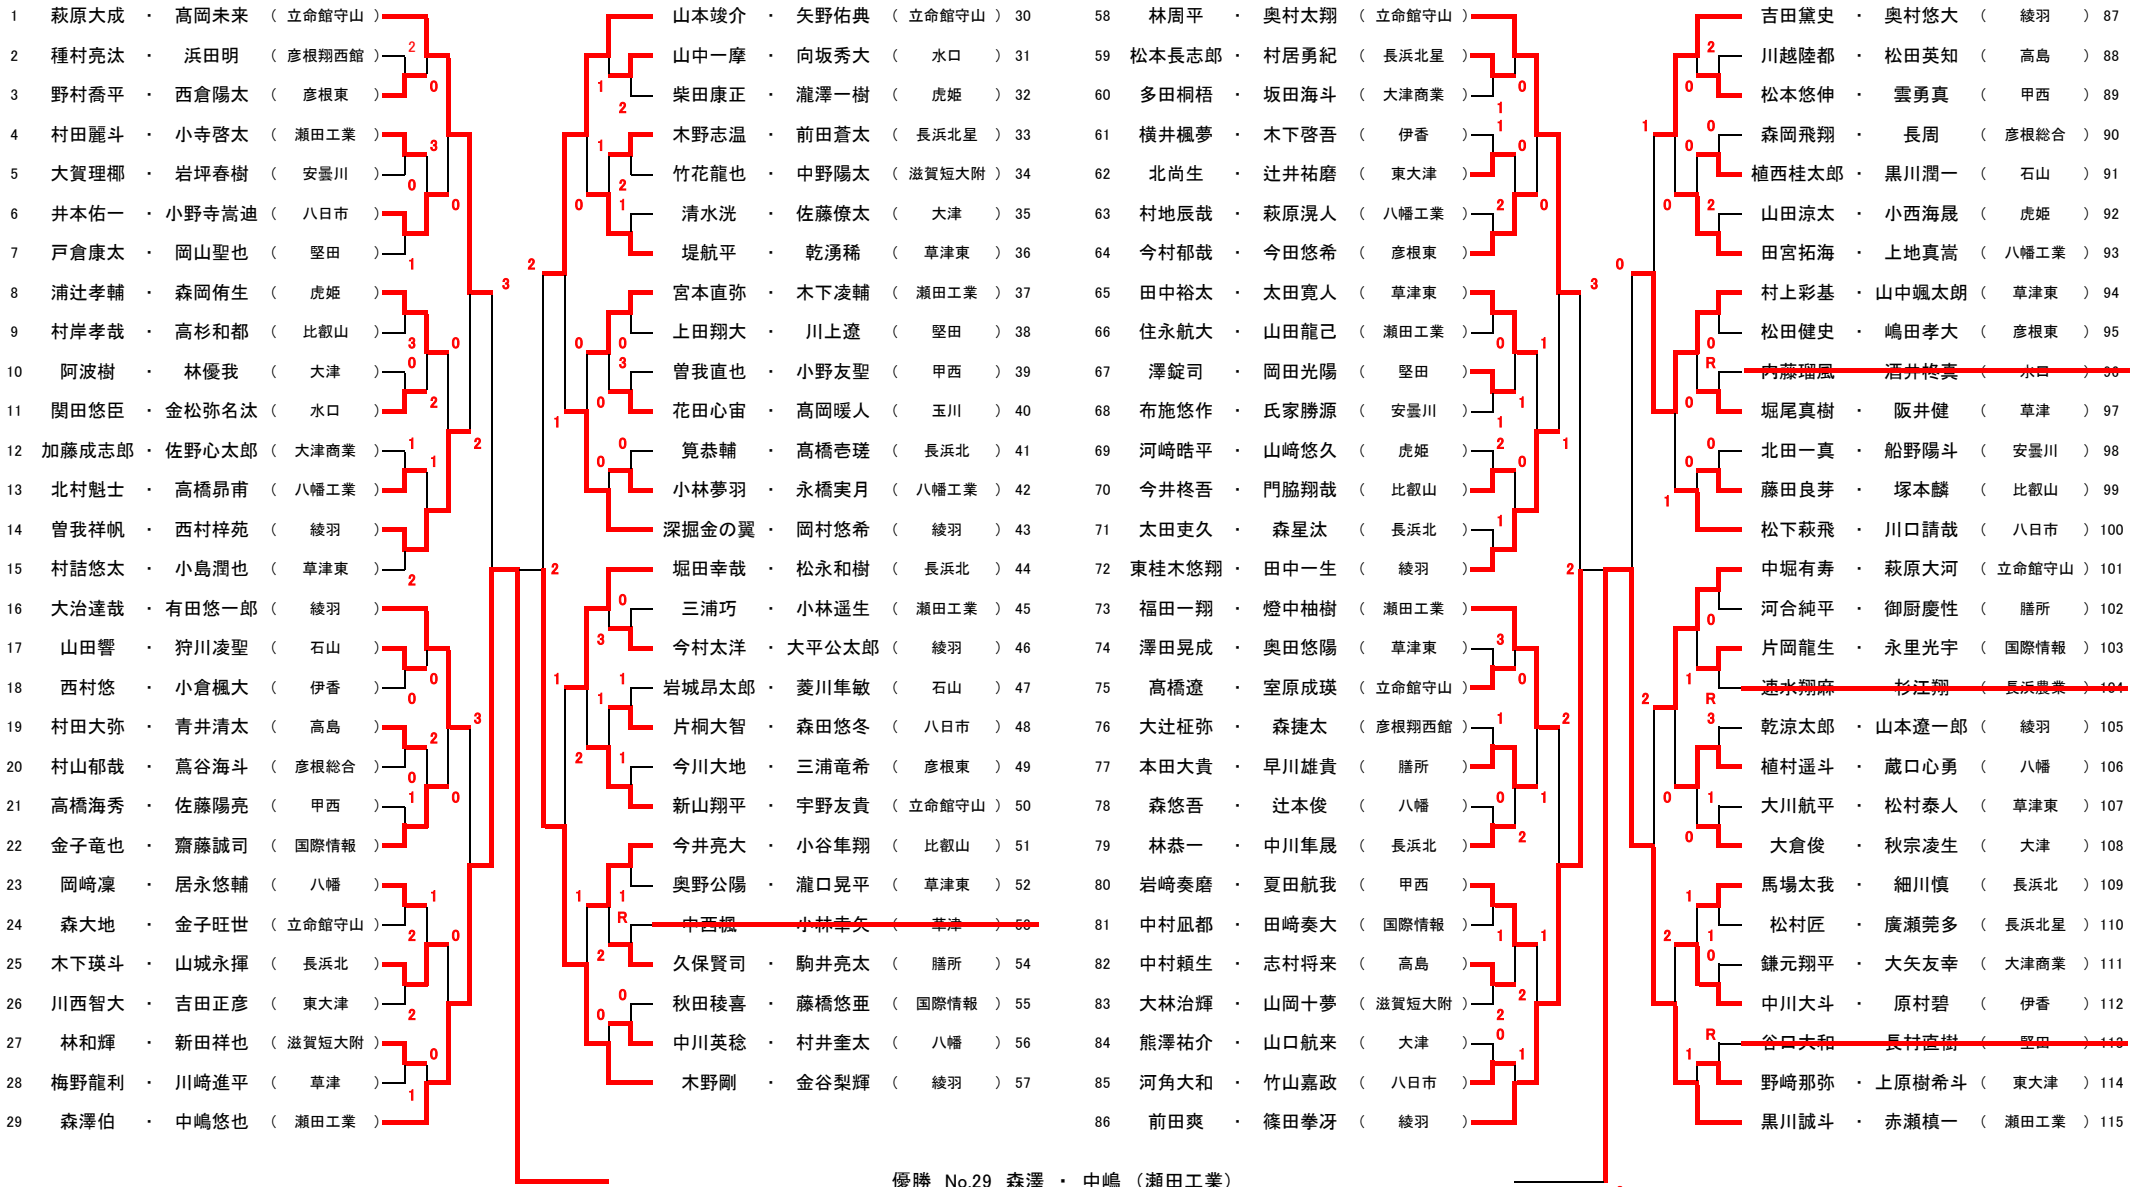 1 萩原大成 ・ 髙岡未来 （ 立命館守山 ）
2 種村亮汰 ・ 浜田明 （ 彦根翔西館 ）
3 野村喬平 ・ 西倉陽太 （ 彦根東 ）
4 村田麗斗 ・ 小寺啓太 （ 瀬田工業 ）
5 大賀理椰 ・ 岩坪春樹 （ 安曇川 ）
6 井本佑一 ・ 小野寺嵩迪 （ 八日市 ）
7 戸倉康太 ・ 岡山聖也 （ 堅田 ）
8 浦辻孝輔 ・ 森岡侑生 （ 虎姫 ）
9 村岸孝哉 ・ 高杉和都 （ 比叡山 ）
10 阿波樹 ・ 林優我 （ 大津 ）
11 関田悠臣 ・ 金松弥名汰 （ 水口 ）
12 加藤成志郎 ・ 佐野心太郎 （ 大津商業 ）
13 北村魁士 ・ 高橋昴甫 （ 八幡工業 ）
14 曽我祥帆 ・ 西村梓苑 （ 綾羽 ）
15 村詰悠太 ・ 小島潤也 （ 草津東 ）
16 大治達哉 ・ 有田悠一郎 （ 綾羽 ）
17 山田響 ・ 狩川凌聖 （ 石山 ）
18 西村悠 ・ 小倉楓大 （ 伊香 ）
19 村田大弥 ・ 青井清太 （ 高島 ）
20 村山郁哉 ・ 蔦谷海斗 （ 彦根総合 ）
21 高橋海秀 ・ 佐藤陽亮 （ 甲西 ）
22 金子竜也 ・ 齋藤誠司 （ 国際情報 ）
23 岡﨑凜 ・ 居永悠輔 （ 八幡 ）
24 森大地 ・ 金子旺世 （ 立命館守山 ）
25 木下瑛斗 ・ 山城永揮 （ 長浜北 ）
26 川西智大 ・ 吉田正彦 （ 東大津 ）
27 林和輝 ・ 新田祥也 （ 滋賀短大附 ）
28 梅野龍利 ・ 川﨑進平 （ 草津 ）
29 森澤伯 ・ 中嶋悠也 （ 瀬田工業 ）
山本竣介 ・ 矢野佑典 （ 立命館守山 ） 30
山中一摩 ・ 向坂秀大 （ 水口 ） 31
柴田康正 ・ 瀧澤一樹 （ 虎姫 ） 32
木野志温 ・ 前田蒼太 （ 長浜北星 ） 33
竹花龍也 ・ 中野陽太 （ 滋賀短大附 ） 34
清水洸 ・ 佐藤僚太 （ 大津 ） 35
堤航平 ・ 乾湧稀 （ 草津東 ） 36
宮本直弥 ・ 木下凌輔 （ 瀬田工業 ） 37
上田翔大 ・ 川上遼 （ 堅田 ） 38
曽我直也 ・ 小野友聖 （ 甲西 ） 39
花田心宙 ・ 髙岡暖人 （ 玉川 ） 40
筧恭輔 ・ 髙橋壱瑳 （ 長浜北 ） 41
小林夢羽 ・ 永橋実月 （ 八幡工業 ） 42
深掘金の翼 ・ 岡村悠希 （ 綾羽 ） 43
堀田幸哉 ・ 松永和樹 （ 長浜北 ） 44
三浦巧 ・ 小林遥生 （ 瀬田工業 ） 45
今村太洋 ・ 大平公太郎 （ 綾羽 ） 46
岩城昂太郎 ・ 菱川隼敏 （ 石山 ） 47
片桐大智 ・ 森田悠冬 （ 八日市 ） 48
今川大地 ・ 三浦竜希 （ 彦根東 ） 49
新山翔平 ・ 宇野友貴 （ 立命館守山 ） 50
今井亮大 ・ 小谷隼翔 （ 比叡山 ） 51
奥野公陽 ・ 瀧口晃平 （ 草津東 ） 52
中西楓 ・ 小林幸矢 （ 草津 ） 53
久保賢司 ・ 駒井亮太 （ 膳所 ） 54
秋田稜喜 ・ 藤橋悠亜 （ 国際情報 ） 55
中川英稔 ・ 村井奎太 （ 八幡 ） 56
木野剛 ・ 金谷梨輝 （ 綾羽 ） 57
58 林周平 ・ 奥村太翔 （ 立命館守山 ）
59 松本長志郎 ・ 村居勇紀 （ 長浜北星 ）
60 多田桐梧 ・ 坂田海斗 （ 大津商業 ）
61 横井楓夢 ・ 木下啓吾 （ 伊香 ）
62 北尚生 ・ 辻井祐磨 （ 東大津 ）
63 村地辰哉 ・ 萩原滉人 （ 八幡工業 ）
64 今村郁哉 ・ 今田悠希 （ 彦根東 ）
65 田中裕太 ・ 太田寛人 （ 草津東 ）
66 住永航大 ・ 山田龍己 （ 瀬田工業 ）
67 澤錠司 ・ 岡田光陽 （ 堅田 ）
68 布施悠作 ・ 氏家勝源 （ 安曇川 ）
69 河﨑晧平 ・ 山﨑悠久 （ 虎姫 ）
70 今井柊吾 ・ 門脇翔哉 （ 比叡山 ）
71 太田吏久 ・ 森星汰 （ 長浜北 ）
72 東桂木悠翔 ・ 田中一生 （ 綾羽 ）
73 福田一翔 ・ 燈中柚樹 （ 瀬田工業 ）
74 澤田晃成 ・ 奥田悠陽 （ 草津東 ）
75 髙橋遼 ・ 室原成瑛 （ 立命館守山 ）
76 大辻柾弥 ・ 森捷太 （ 彦根翔西館 ）
77 本田大貴 ・ 早川雄貴 （ 膳所 ）
78 森悠吾 ・ 辻本俊 （ 八幡 ）
79 林恭一 ・ 中川隼晟 （ 長浜北 ）
80 岩﨑奏磨 ・ 夏田航我 （ 甲西 ）
81 中村凪都 ・ 田﨑奏大 （ 国際情報 ）
82 中村頼生 ・ 志村将来 （ 高島 ）
83 大林治輝 ・ 山岡十夢 （ 滋賀短大附 ）
84 熊澤祐介 ・ 山口航来 （ 大津 ）
85 河角大和 ・ 竹山嘉政 （ 八日市 ）
86 前田爽 ・ 篠田拳冴 （ 綾羽 ）
吉田黛史 ・ 奥村悠大 （ 綾羽 ） 87
川越陸都 ・ 松田英知 （ 高島 ） 88
松本悠伸 ・ 雲勇真 （ 甲西 ） 89
森岡飛翔 ・ 長周 （ 彦根総合 ） 90
植西桂太郎 ・ 黒川潤一 （ 石山 ） 91
山田涼太 ・ 小西海晟 （ 虎姫 ） 92
田宮拓海 ・ 上地真嵩 （ 八幡工業 ） 93
村上彩基 ・ 山中颯太朗 （ 草津東 ） 94
松田健史 ・ 嶋田孝大 （ 彦根東 ） 95
内藤瑠風 ・ 酒井柊真 （ 水口 ） 96
堀尾真樹 ・ 阪井健 （ 草津 ） 97
北田一真 ・ 船野陽斗 （ 安曇川 ） 98
藤田良芽 ・ 塚本麟 （ 比叡山 ） 99
松下萩飛 ・ 川口請哉 （ 八日市 ） 100
中堀有寿 ・ 萩原大河 （ 立命館守山 ） 101
河合純平 ・ 御厨慶性 （ 膳所 ） 102
片岡龍生 ・ 永里光宇 （ 国際情報 ） 103
速水翔麻 ・ 杉江翔 （ 長浜農業 ） 104
乾涼太郎 ・ 山本遼一郎 （ 綾羽 ） 105
植村遥斗 ・ 蔵口心勇 （ 八幡 ） 106
大川航平 ・ 松村泰人 （ 草津東 ） 107
大倉俊 ・ 秋宗凌生 （ 大津 ） 108
馬場太我 ・ 細川慎 （ 長浜北 ） 109
松村匠 ・ 廣瀬莞多 （ 長浜北星 ） 110
鎌元翔平 ・ 大矢友幸 （ 大津商業 ） 111
中川大斗 ・ 原村碧 （ 伊香 ） 112
谷口大和 ・ 長村直樹 （ 堅田 ） 113
野﨑那弥 ・ 上原樹希斗 （ 東大津 ） 114
黒川誠斗 ・ 赤瀬槙一 （ 瀬田工業 ） 115
優勝 No.29 森澤 ・ 中嶋 （瀬田工業）